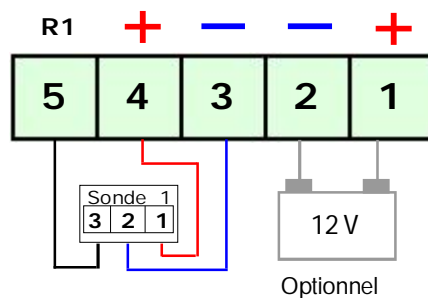 R1 + − − +
5 4 3 2 1
Sonde 1
3 2 1
12 V
Optionnel